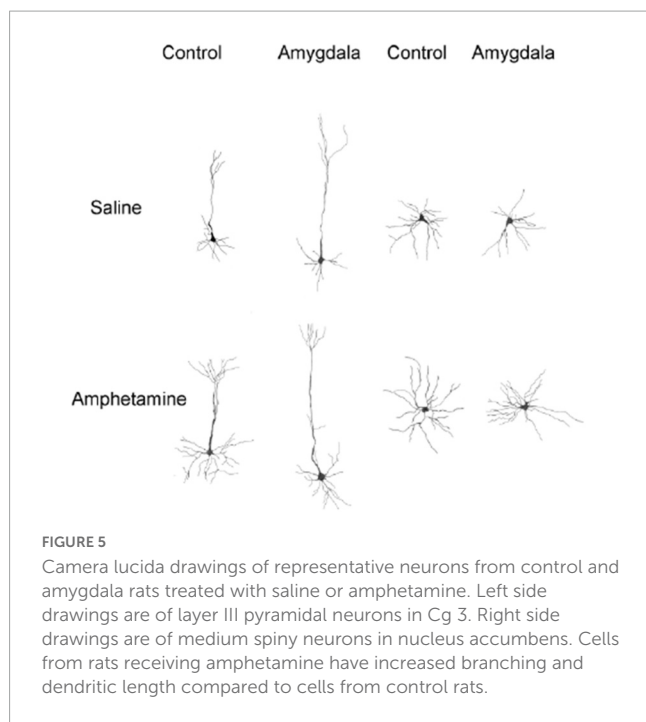 Control Amygdala Control Amygdala
Saline
Amphetamine
FIGURE 5
Camera lucida drawings of representative neurons from control and
amygdala rats treated with saline or amphetamine. Left side
drawings are of layer III pyramidal neurons in Cg 3. Right side
drawings are of medium spiny neurons in nucleus accumbens. Cells
from rats receiving amphetamine have increased branching and
dendritic length compared to cells from control rats.